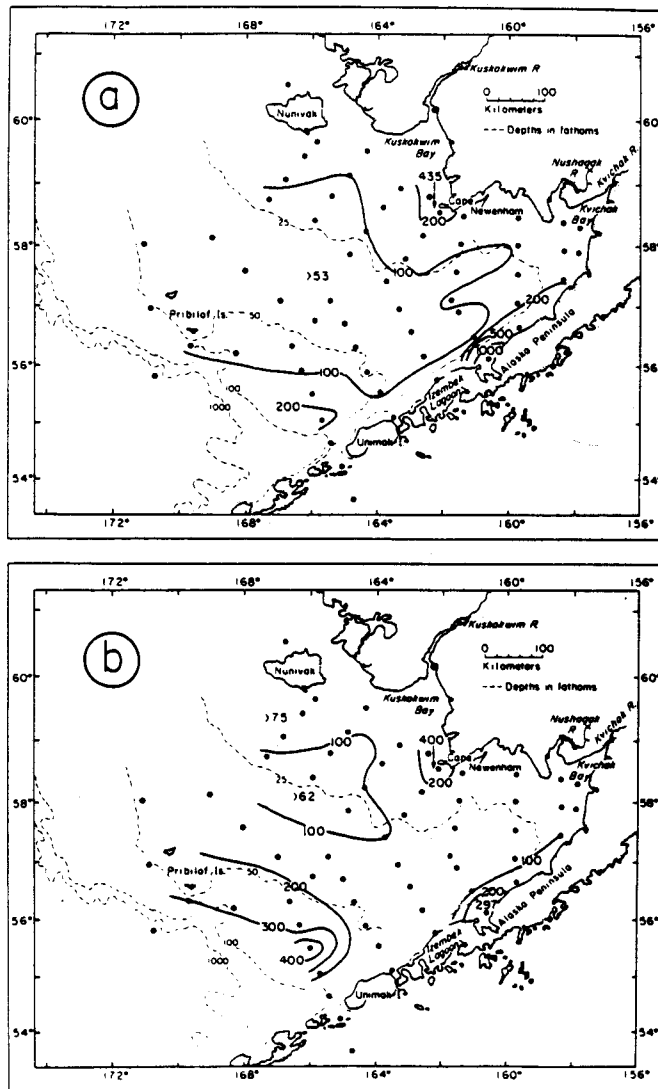 172° 168° 164° 160° 156°
a
Kuskokwim R
60°
Nunivak
0 100
Kilometers
Depths in fathoms
Kuskokwim
Bay
Nushagak
R
Kvichak R.
435
Cape
Newenham
200
Kvichak
Bay
25
58°
100
>53
200
Pribilof Is.
50
500
1000
Alaska Peninsula
56°
100
100
1000
200
Izembek
Lagoon
Unimak
54°
172° 168° 164° 160° 156°
172° 168° 164° 160° 156°
b
Kuskokwim R
60°
Nunivak
0 100
Kilometers
Depths in fathoms
>75
Kuskokwim
Bay
Nushagak
R
Kvichak R.
400
100
Cape
Newenham
200
Kvichak
Bay
25
>62
58°
100
100
Pribilof Is.
50
200
200
297
Alaska Peninsula
56°
300
100
1000
400
Izembek
Lagoon
Unimak
54°
172° 168° 164° 160° 156°